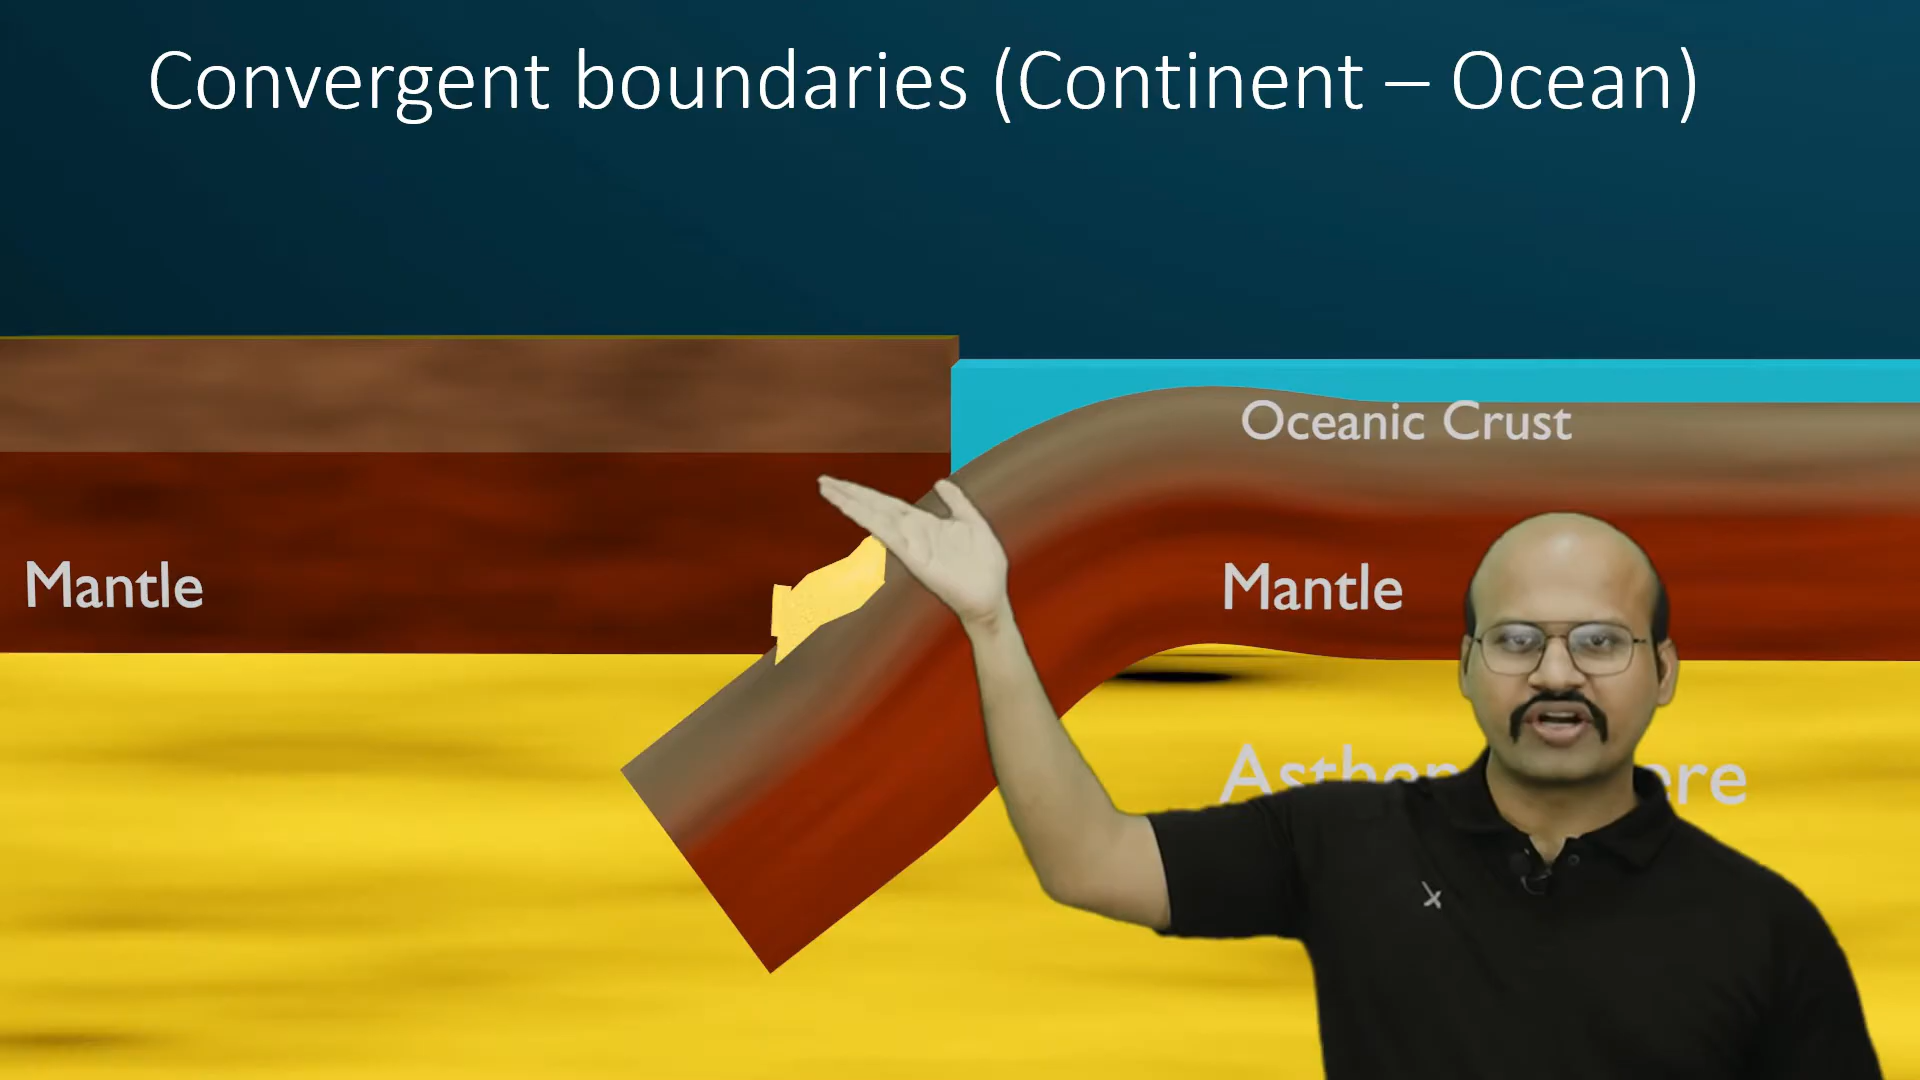 Convergent boundaries (Continent – Ocean)
Oceanic Crust
Mantle
Mantle